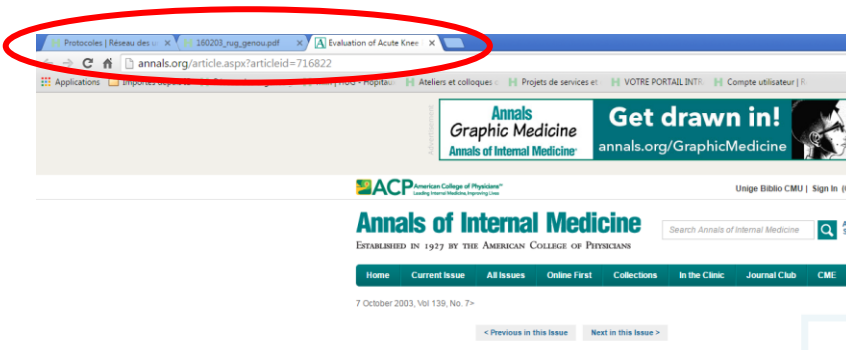 Protocoles | Réseau des u
160203_rug_genou.pdf
Evaluation of Acute Knee
annals.org/article.aspx?articleid=716822
Applications
Ateliers et colloques
Projets de services et
VOTRE PORTAIL INTR
Compte utilisateur | R
Advertisement
Annals
Graphic Medicine
Annals of Internal Medicine
Get drawn in!
annals.org/GraphicMedicine
ACP American College of Physicians
Leading Internal Medicine, Improving Lives
Unige Biblio CMU | Sign In
Annals of Internal Medicine
ESTABLISHED IN 1927 BY THE AMERICAN COLLEGE OF PHYSICIANS
Search Annals of Internal Medicine
Home Current Issue All Issues Online First Collections In the Clinic Journal Club CME
7 October 2003, Vol 139, No. 7>
< Previous in this Issue Next in this Issue >